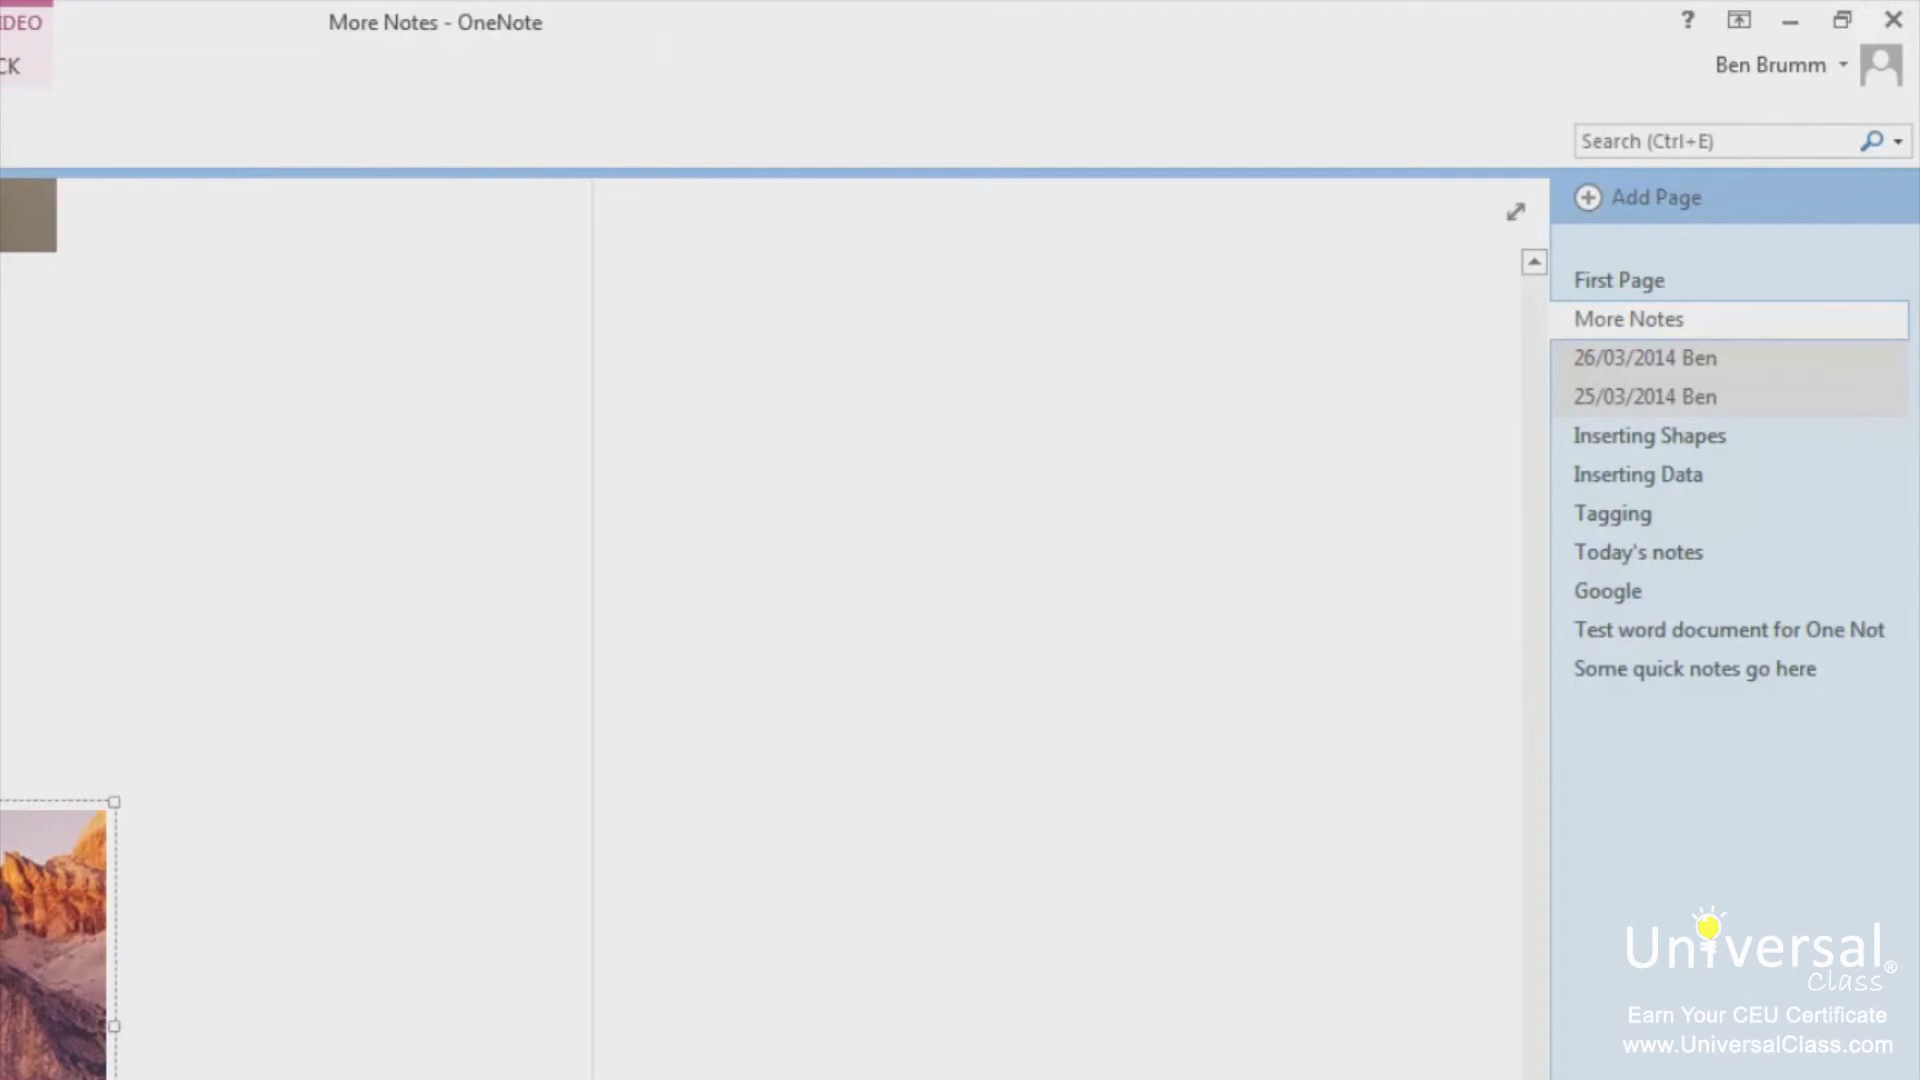 IDEO
More Notes - OneNote
?
CK
Ben Brumm
Search (Ctrl+E)
Add Page
First Page
More Notes
26/03/2014 Ben
25/03/2014 Ben
Inserting Shapes
Inserting Data
Tagging
Today's notes
Google
Test word document for One Not
Some quick notes go here
Universal®
Class
Earn Your CEU Certificate
www.UniversalClass.com